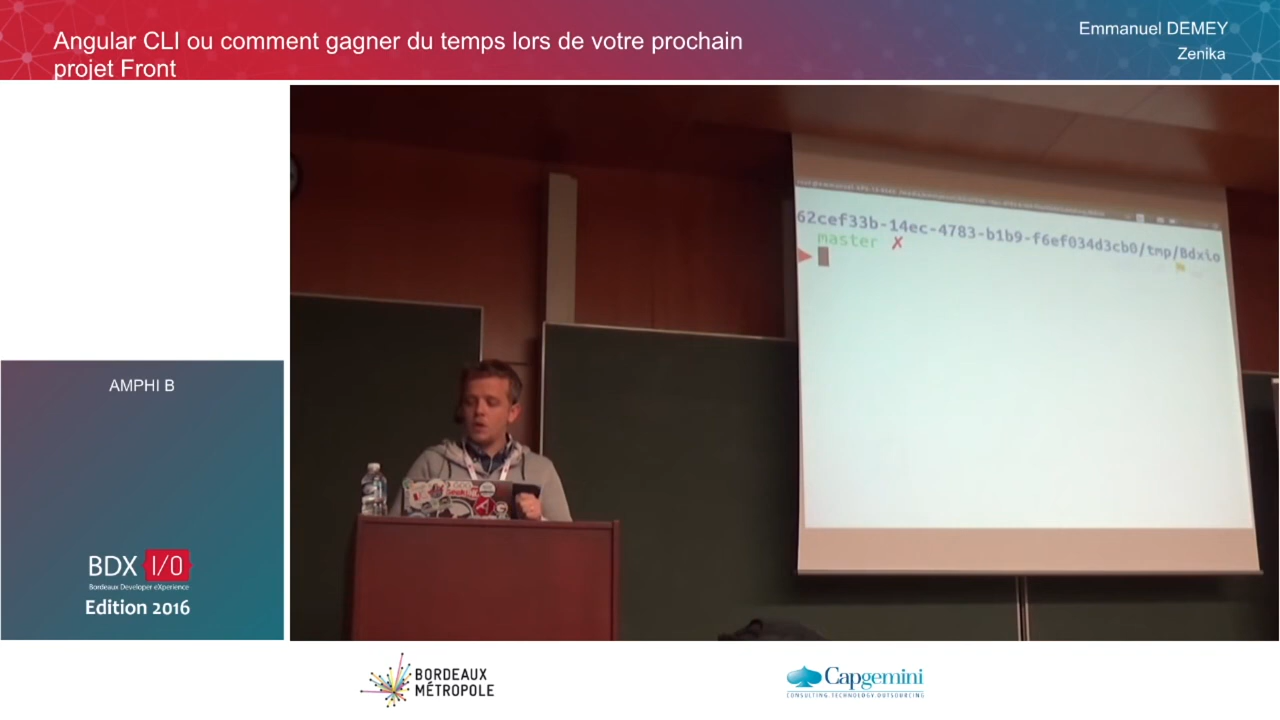 Angular CLI ou comment gagner du temps lors de votre prochain
projet Front
Emmanuel DEMEY
Zenika
62cef33b-14ec-4783-b1b9-f6ef034d3cb0/tmp/Bdxio
master ✗
AMPHI B
BDX I/O
Bordeaux Developer eXperience
Edition 2016
BORDEAUX
MÉTROPOLE
Capgemini
CONSULTING.TECHNOLOGY.OUTSOURCING